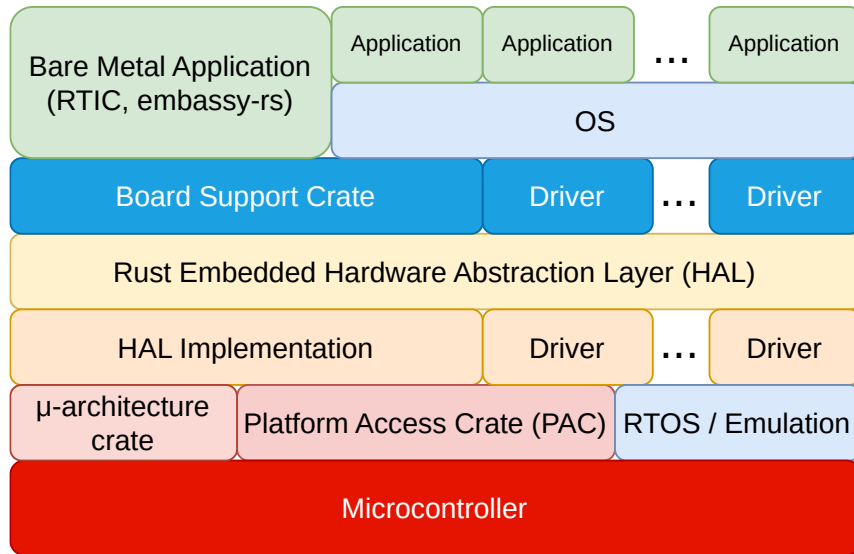 Bare Metal Application
(RTIC, embassy-rs)
Application
Application
...
Application
OS
Board Support Crate
Driver
...
Driver
Rust Embedded Hardware Abstraction Layer (HAL)
HAL Implementation
Driver
...
Driver
μ-architecture
crate
Platform Access Crate (PAC)
RTOS / Emulation
Microcontroller